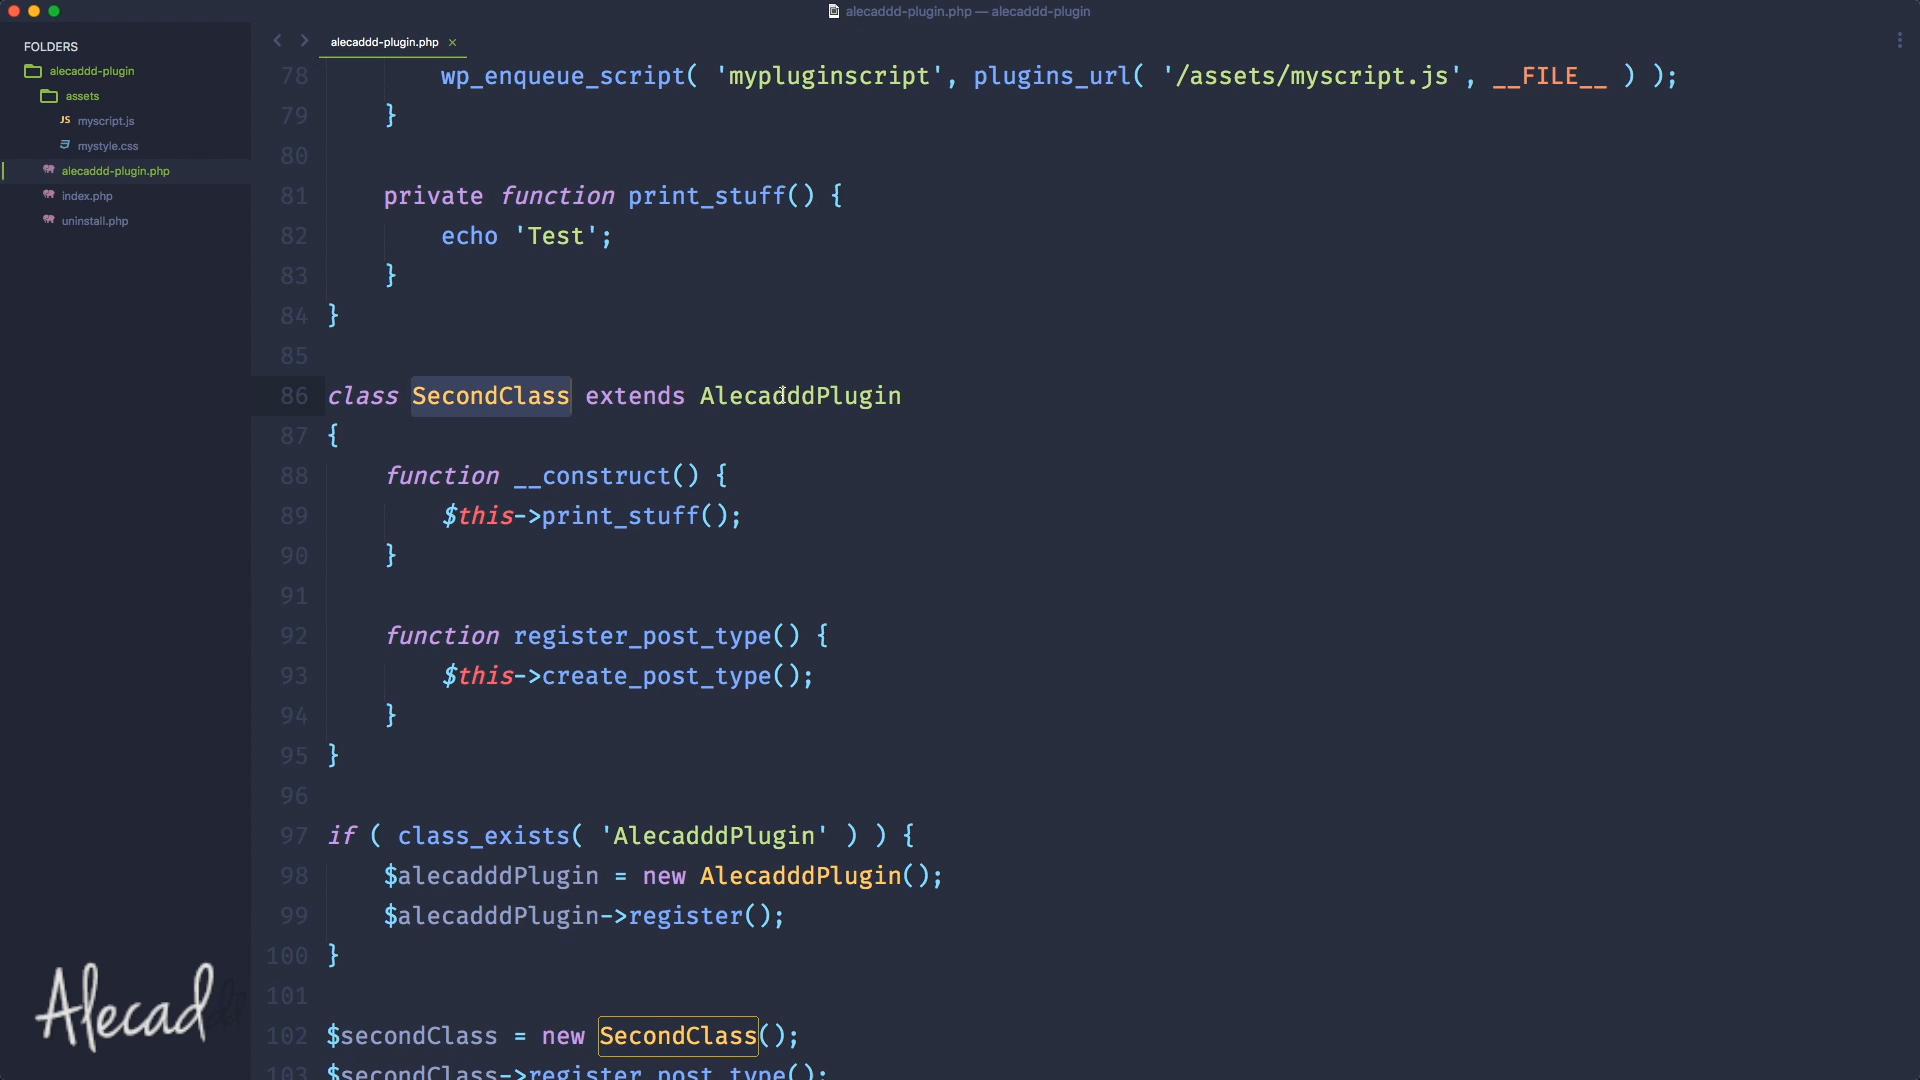 alecaddd-plugin.php — alecaddd-plugin
FOLDERS
alecaddd-plugin
assets
JS myscript.js
mystyle.css
alecaddd-plugin.php
index.php
uninstall.php
alecaddd-plugin.php ×
78 wp_enqueue_script( 'mypluginscript', plugins_url( '/assets/myscript.js', __FILE__ ) );
79 }
80
81 private function print_stuff() {
82 echo 'Test';
83 }
84 }
85
86 class SecondClass extends AlecadddPlugin
87 {
88 function __construct() {
89 $this->print_stuff();
90 }
91
92 function register_post_type() {
93 $this->create_post_type();
94 }
95 }
96
97 if ( class_exists( 'AlecadddPlugin' ) ) {
98 $alecadddPlugin = new AlecadddPlugin();
99 $alecadddPlugin->register();
100 }
101
102 $secondClass = new SecondClass();
103 $secondClass->register_post_type();
Alecad